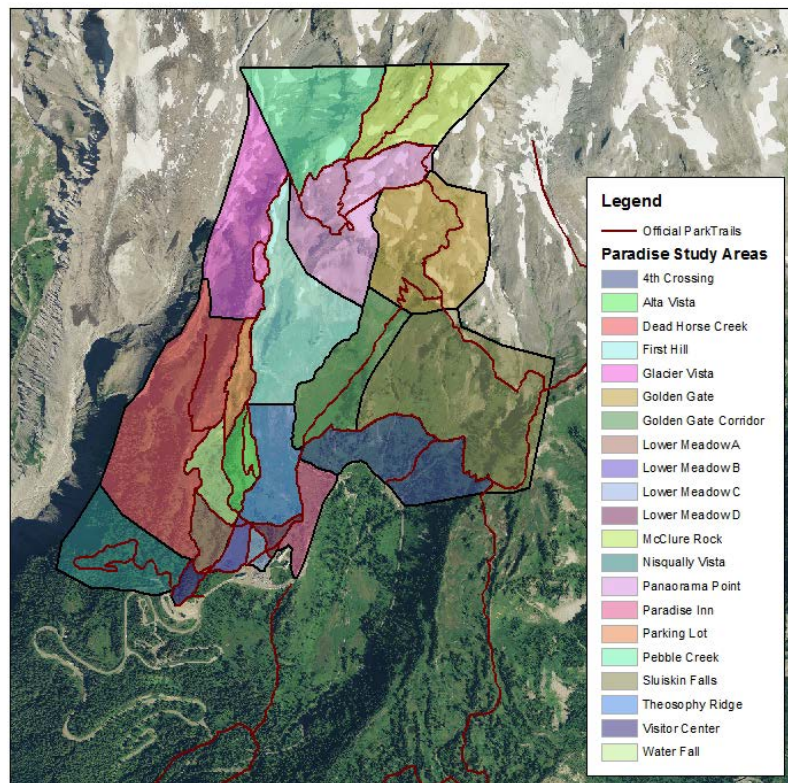 Legend
Official ParkTrails
Paradise Study Areas
4th Crossing
Alta Vista
Dead Horse Creek
First Hill
Glacier Vista
Golden Gate
Golden Gate Corridor
Lower Meadow A
Lower Meadow B
Lower Meadow C
Lower Meadow D
McClure Rock
Nisqually Vista
Panaorama Point
Paradise Inn
Parking Lot
Pebble Creek
Sluiskin Falls
Theosophy Ridge
Visitor Center
Water Fall